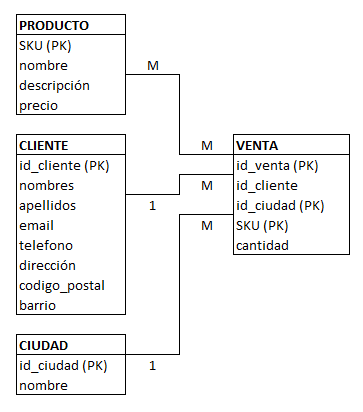 PRODUCTO
SKU (PK)
nombre
descripción
precio
M
CLIENTE
id_cliente (PK)
nombres
apellidos
email
telefono
dirección
codigo_postal
barrio
1
CIUDAD
id_ciudad (PK)
nombre
1
M
M
M
VENTA
id_venta (PK)
id_cliente
id_ciudad (PK)
SKU (PK)
cantidad